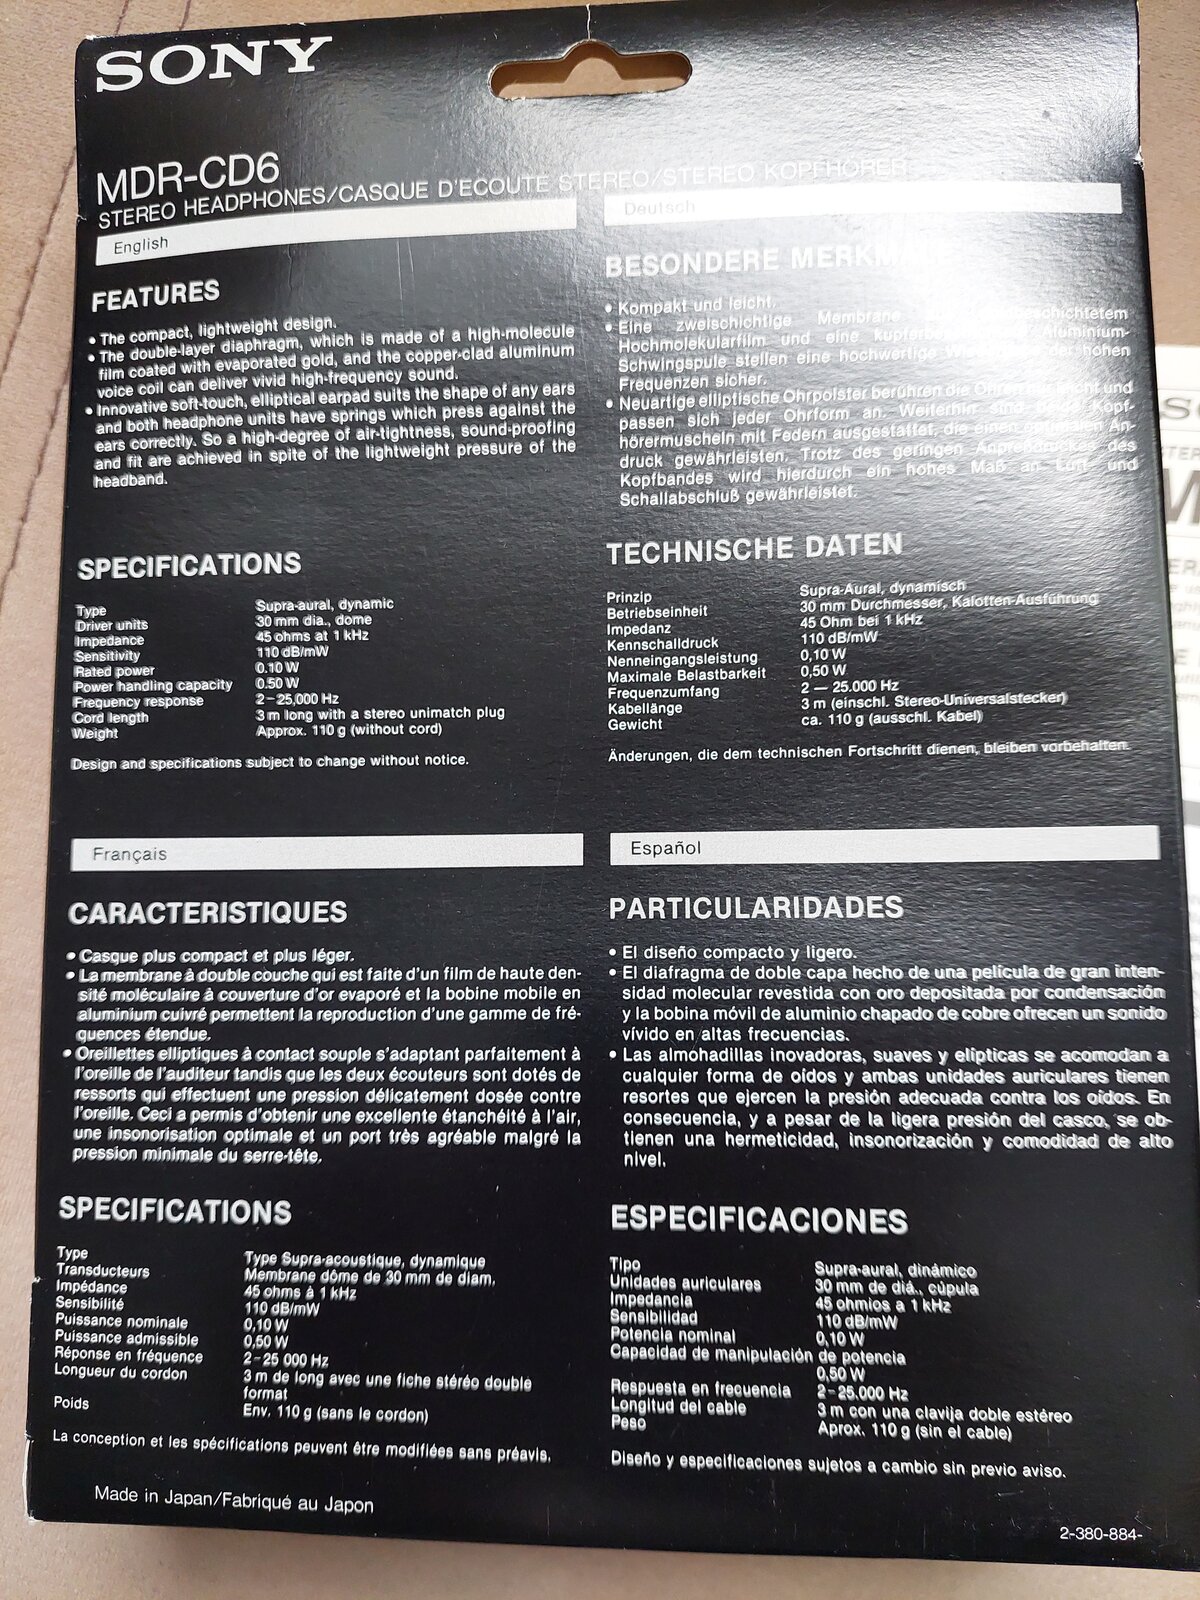 SONY
MDR-CD6
STEREO HEADPHONES/CASQUE D'ECOUTE STEREO/STEREO KOPFHÖRER
English
FEATURES
• The compact, lightweight design.
• The double-layer diaphragm, which is made of a high-molecule
film coated with evaporated gold, and the copper-clad aluminum
voice coil can deliver vivid high-frequency sound.
• Innovative soft-touch, elliptical earpad suits the shape of any ears
and both headphone units have springs which press against the
ears correctly. So a high-degree of air-tightness, sound-proofing
and fit are achieved in spite of the lightweight pressure of the
headband.
SPECIFICATIONS
Type Supra-aural, dynamic
Driver units 30 mm dia., dome
Impedance 45 ohms at 1 kHz
Sensitivity 110 dB/mW
Rated power 0.10 W
Power handling capacity 0.50 W
Frequency response 2–25,000 Hz
Cord length 3 m long with a stereo unimatch plug
Weight Approx. 110 g (without cord)
Design and specifications subject to change without notice.
Deutsch
BESONDERE
• Kompakt und leicht.
• Eine zweischichtige Membrane
Hochmolekularfilm und eine Aluminium-
Schwingspule stellen eine hochwertige hohen
Frequenzen sicher.
• Neuartige elliptische Ohrpolster berühren die und
passen sich jeder Ohrform an. Weiterhin sind Kopf-
hörermuscheln mit Federn ausgestattet, die einen optimalen An-
druck gewährleisten. Trotz des geringen des
Kopfbandes wird hierdurch ein hohes Maß an Luft- und
Schallabschluß gewährleistet.
TECHNISCHE DATEN
Prinzip Supra-Aural, dynamisch
Betriebseinheit 30 mm Durchmesser, Kalotten-Ausführung
Impedanz 45 Ohm bei 1 kHz
Kennschalldruck 110 dB/mW
Nenneingangsleistung 0,10 W
Maximale Belastbarkeit 0,50 W
Frequenzumfang 2 — 25.000 Hz
Kabellänge 3 m (einschl. Stereo-Universalstecker)
Gewicht ca. 110 g (ausschl. Kabel)
Änderungen, die dem technischen Fortschritt dienen, bleiben vorbehalten.
Français
CARACTERISTIQUES
• Casque plus compact et plus léger.
• La membrane à double couche qui est faite d'un film de haute den-
sité moléculaire à couverture d'or evaporé et la bobine mobile en
aluminium cuivré permettent la reproduction d'une gamme de fré-
quences étendue.
• Oreillettes elliptiques à contact souple s'adaptant parfaitement à
l'oreille de l'auditeur tandis que les deux écouteurs sont dotés de
ressorts qui effectuent une pression délicatement dosée contre
l'oreille. Ceci a permis d'obtenir une excellente étanchéité à l'air,
une insonorisation optimale et un port très agréable malgré la
pression minimale du serre-tête.
SPECIFICATIONS
Type Type Supra-acoustique, dynamique
Transducteurs Membrane dôme de 30 mm de diam.
Impédance 45 ohms à 1 kHz
Sensibilité 110 dB/mW
Puissance nominale 0,10 W
Puissance admissible 0,50 W
Réponse en fréquence 2–25 000 Hz
Longueur du cordon 3 m de long avec une fiche stéréo double
format
Poids Env. 110 g (sans le cordon)
La conception et les spécifications peuvent être modifiées sans préavis.
Español
PARTICULARIDADES
• El diseño compacto y ligero.
• El diafragma de doble capa hecho de una película de gran inten-
sidad molecular revestida con oro depositada por condensación
y la bobina móvil de aluminio chapado de cobre ofrecen un sonido
vívido en altas frecuencias.
• Las almohadillas inovadoras, suaves y elípticas se acomodan a
cualquier forma de oídos y ambas unidades auriculares tienen
resortes que ejercen la presión adecuada contra los oídos. En
consecuencia, y a pesar de la ligera presión del casco, se ob-
tienen una hermeticidad, insonorización y comodidad de alto
nivel.
ESPECIFICACIONES
Tipo Supra-aural, dinámico
Unidades auriculares 30 mm de diá., cúpula
Impedancia 45 ohmios a 1 kHz
Sensibilidad 110 dB/mW
Potencia nominal 0,10 W
Capacidad de manipulación de potencia
0,50 W
Respuesta en frecuencia 2–25.000 Hz
Longitud del cable 3 m con una clavija doble estéreo
Peso Aprox. 110 g (sin el cable)
Diseño y especificaciones sujetos a cambio sin previo aviso.
Made in Japan/Fabriqué au Japon
2-380-884-